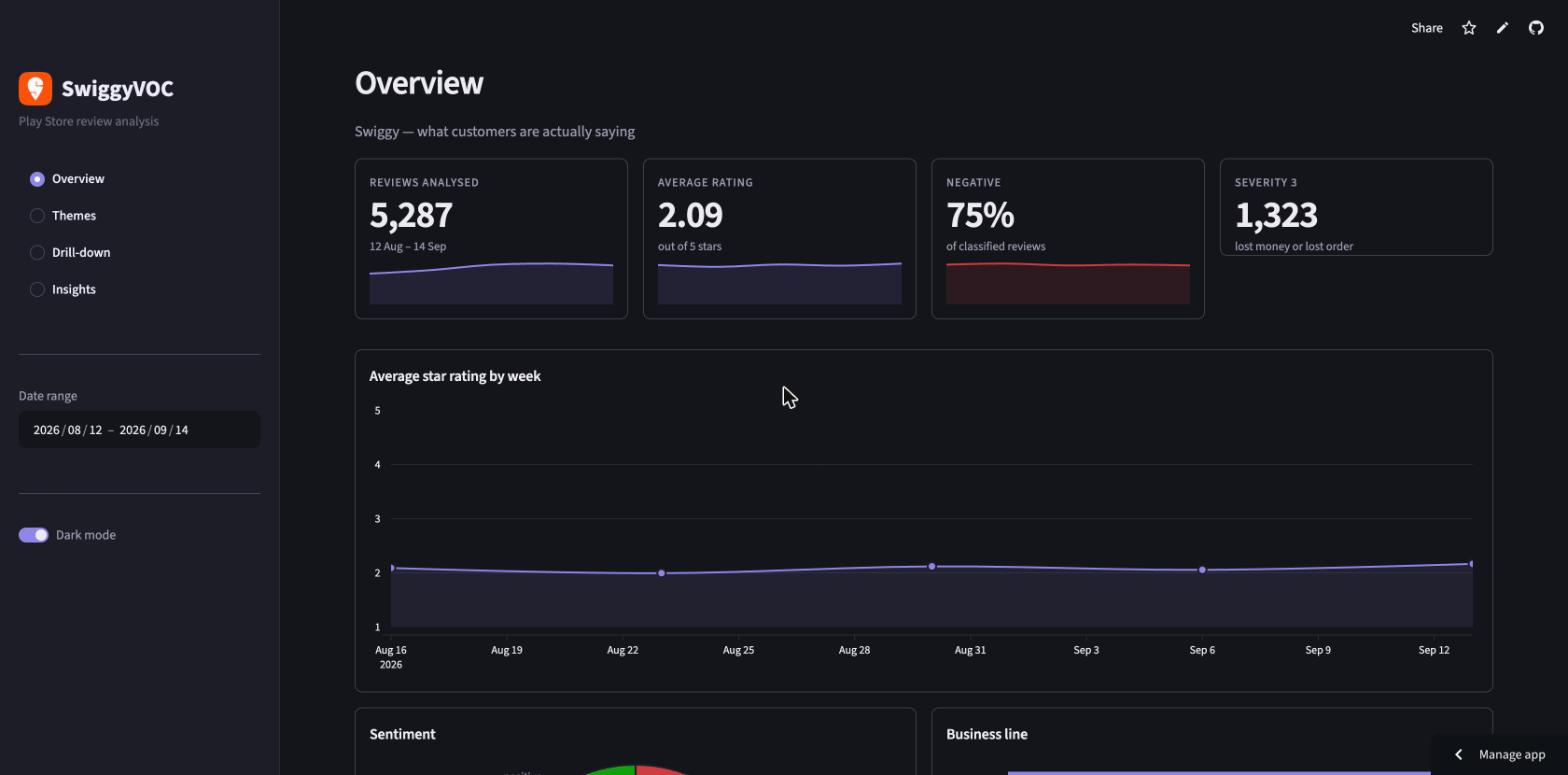 Share
SwiggyVOC
Play Store review analysis
Overview
Themes
Drill-down
Insights
Date range
2026/08/12 – 2026/09/14
Dark mode
Overview
Swiggy — what customers are actually saying
REVIEWS ANALYSED
5,287
12 Aug – 14 Sep
AVERAGE RATING
2.09
out of 5 stars
NEGATIVE
75%
of classified reviews
SEVERITY 3
1,323
lost money or lost order
Average star rating by week
5
4
3
2
1
Aug 16 Aug 19 Aug 22 Aug 25 Aug 28 Aug 31 Sep 3 Sep 6 Sep 9 Sep 12
2026
Sentiment
Business line
Manage app